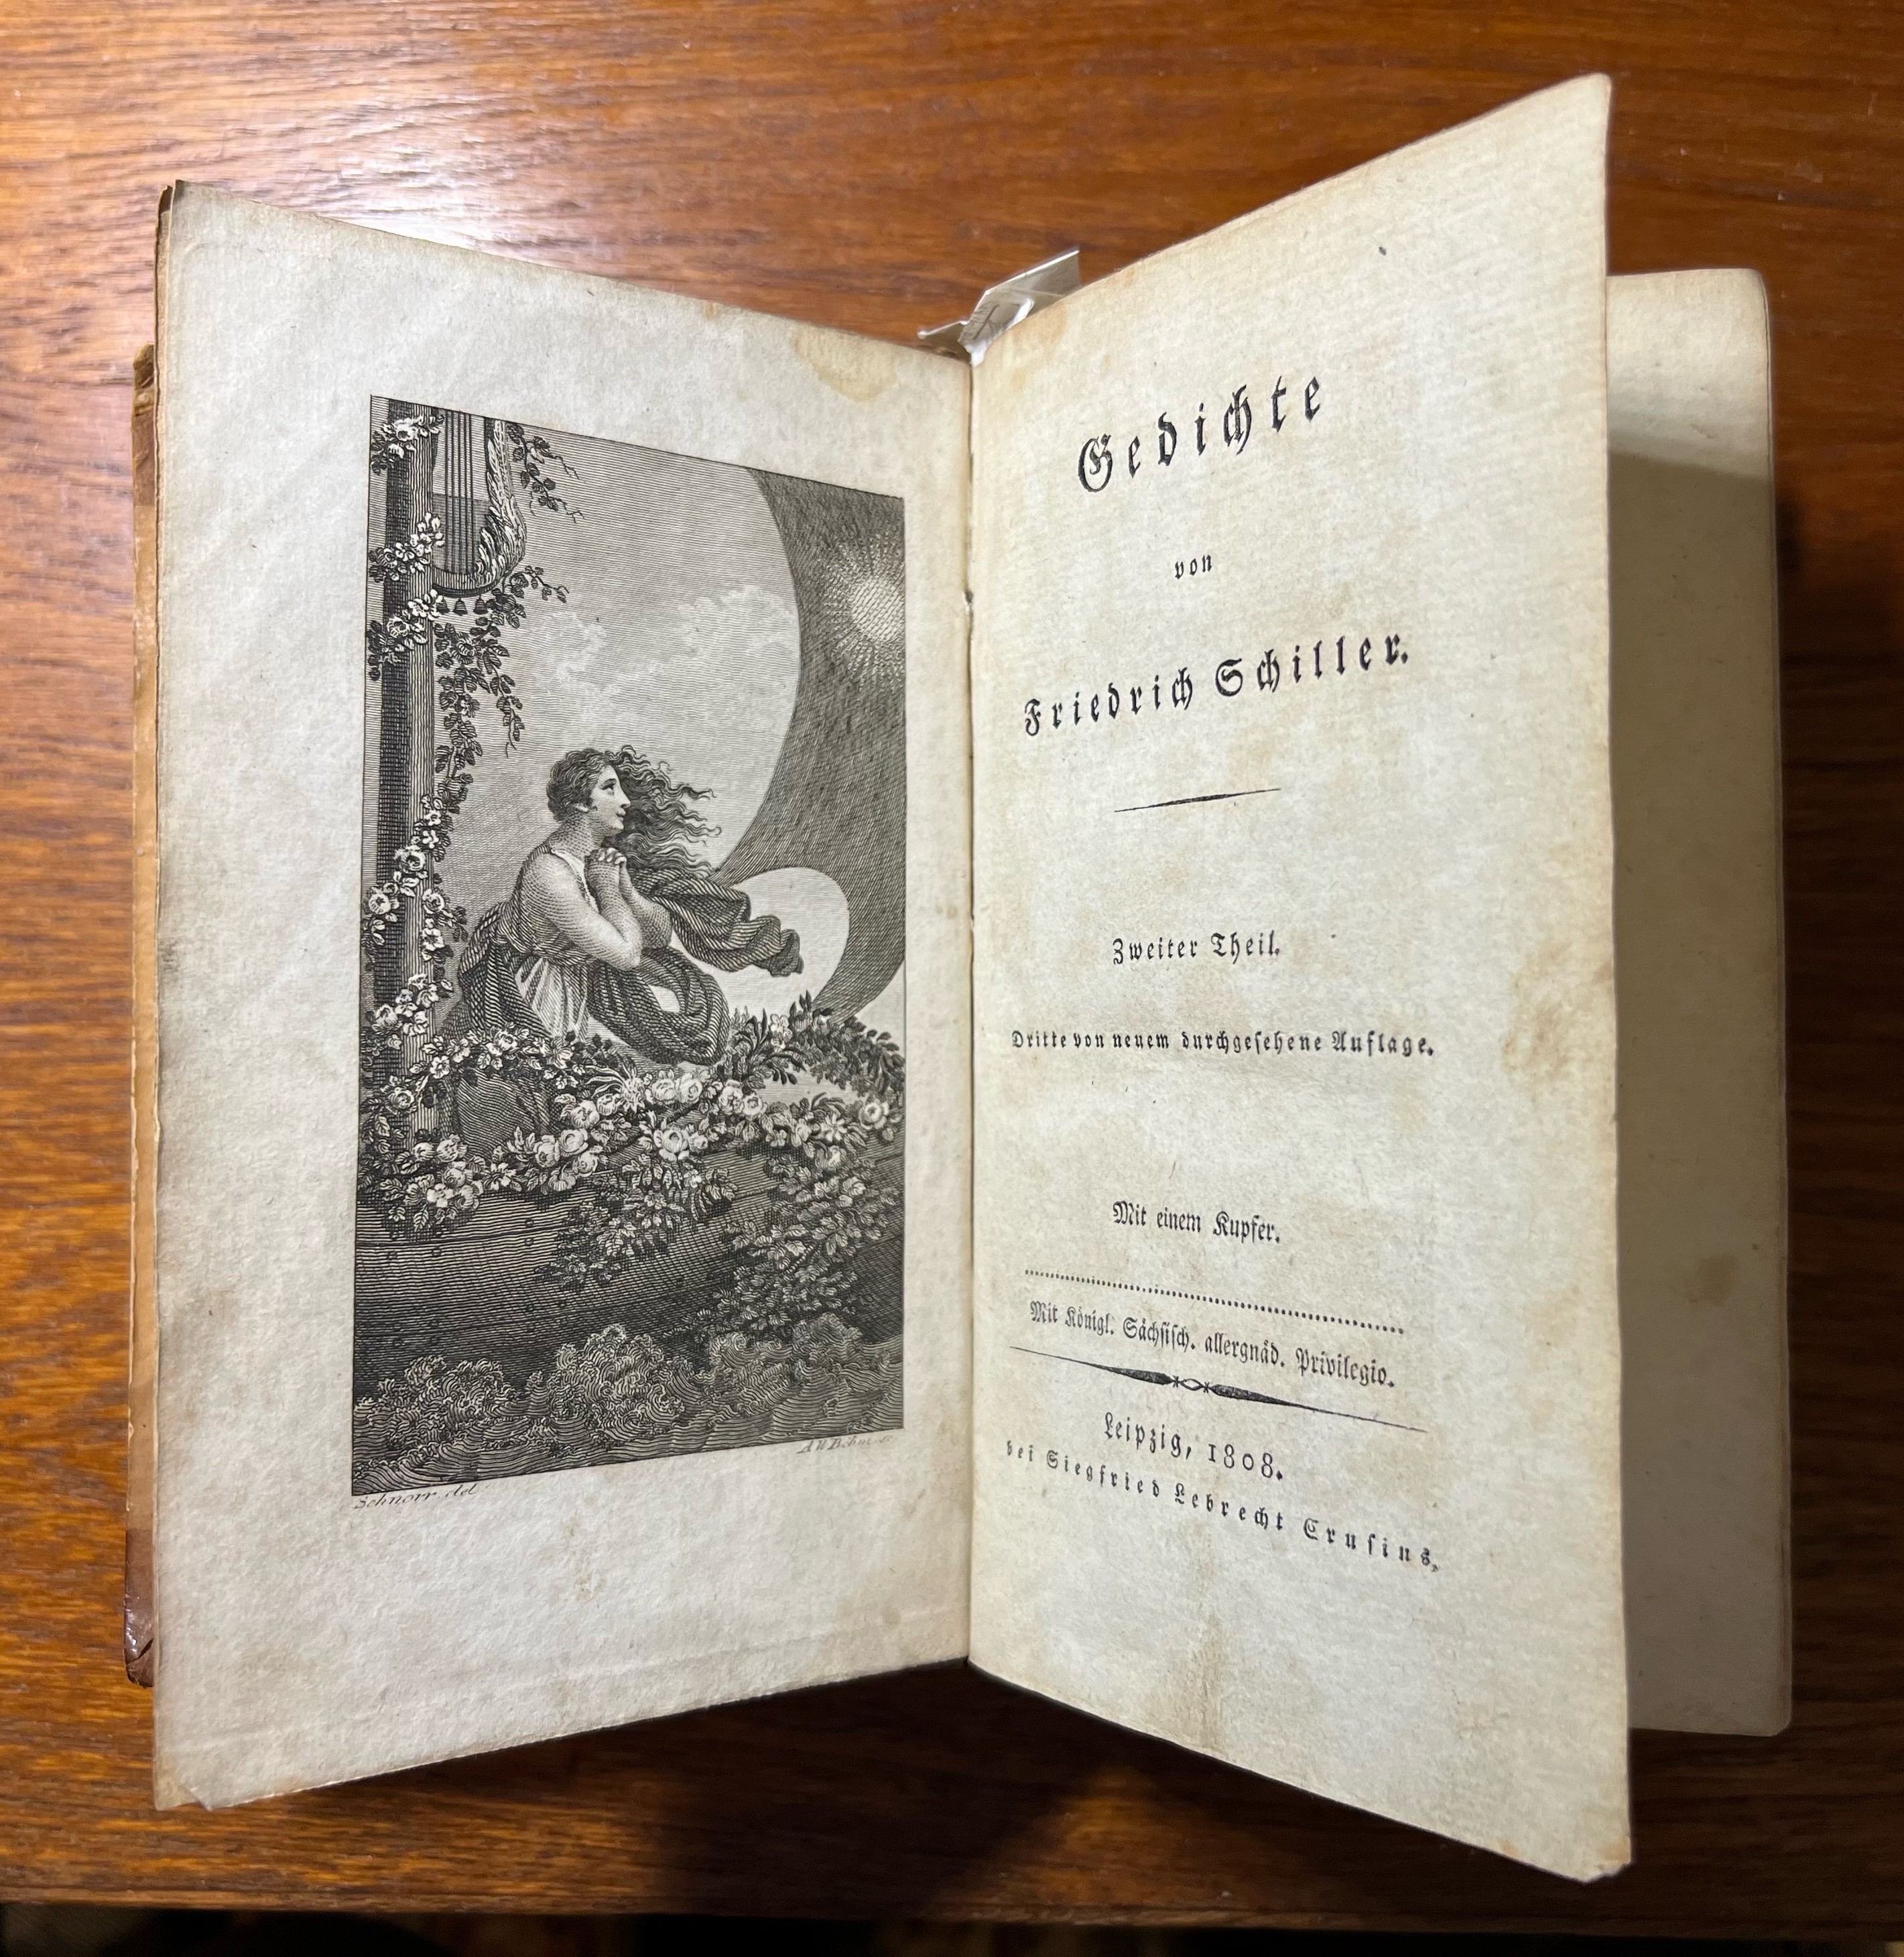 Schnorr del
Gedichte
von
Friedrich Schiller.
Zweiter Theil.
Dritte von neuem durchgesehene Auflage.
Mit einem Kupfer.
Mit Königl. Sächsisch. allergnäd. Privilegio.
Leipzig, 1808.
bei Siegfried Lebrecht Crusius.